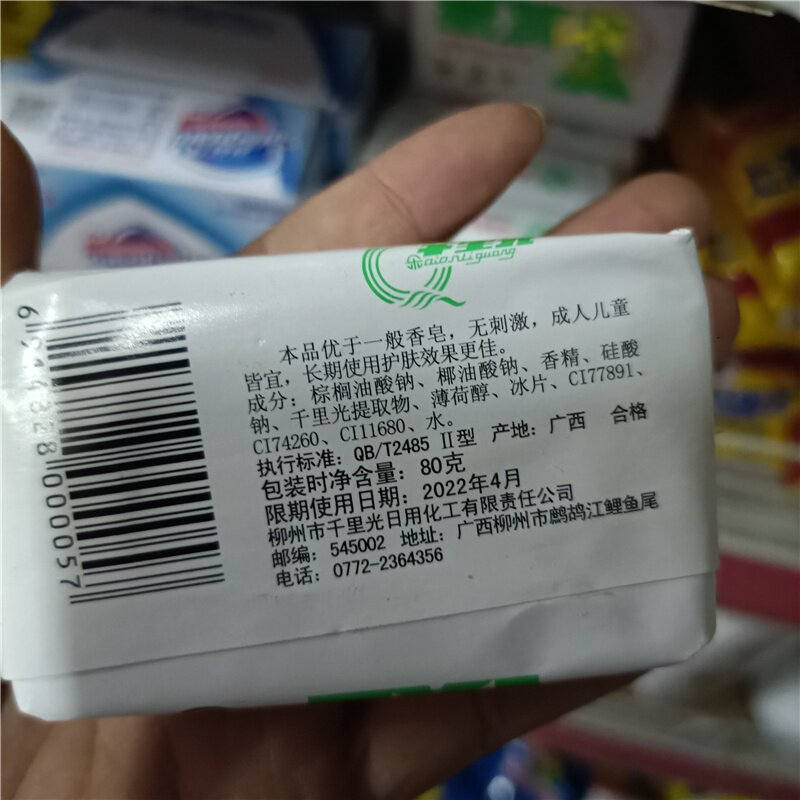 Qianliguang
本品优于一般香皂，无刺激，成人儿童
皆宜，长期使用护肤效果更佳。
成分：棕榈油酸钠、椰油酸钠、香精、硅酸
钠、千里光提取物、薄荷醇、冰片、CI77891、
CI74260、CI11680、水。
执行标准：QB/T2485 II型 产地：广西 合格
包装时净含量：80克
限期使用日期：2022年4月
柳州市千里光日用化工有限责任公司
邮编：545002 地址：广西柳州市鹧鸪江鲤鱼尾
电话：0772-2364356